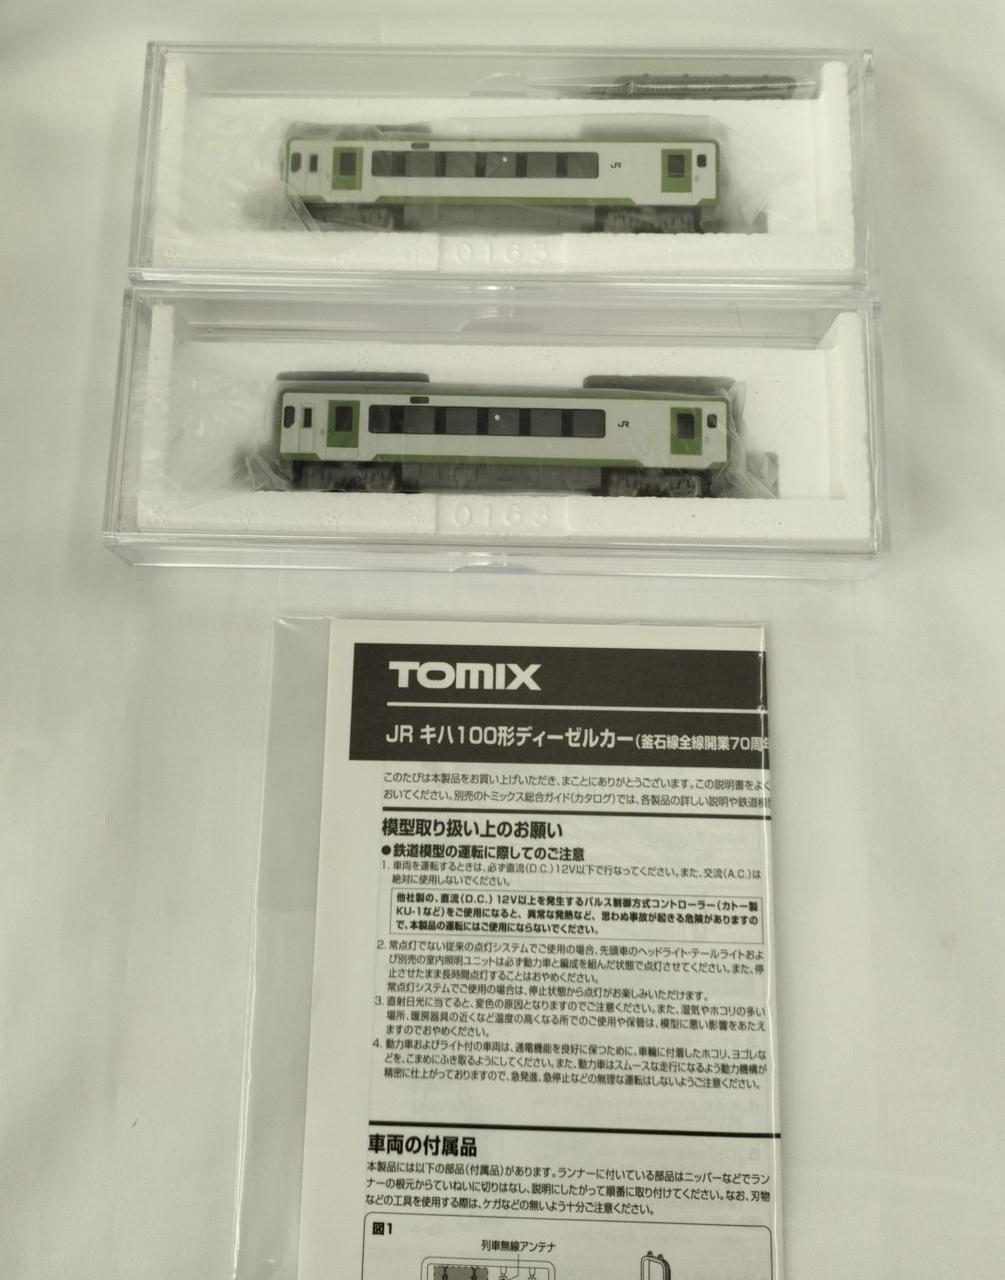 JR
0163
JR
0163
TOMIX
JR キハ100形ディーゼルカー(釜石線全線開業70周年
このたびは本製品をお買い上げいただき、まことにありがとうございます。この説明書をよく
おいてください。別売のトミックス総合ガイド(カタログ)では、各製品の詳しい説明や鉄道模型
模型取り扱い上のお願い
●鉄道模型の運転に際してのご注意
1. 車両を運転するときは、必ず直流(D.C.)12V以下で行なってください。また、交流(A.C.)は
絶対に使用しないでください。
他社製の、直流(D.C.)12V以上を発生するパルス制御方式コントローラー(カトー製
KU-1など)をご使用になると、異常な発熱など、思わぬ事故が起きる危険がありますの
で、本製品の運転にはご使用にならないでください。
2. 常点灯でない従来の点灯システムでご使用の場合、先頭車のヘッドライト・テールライトおよ
び別売の室内照明ユニットは必ず動力車と編成を組んだ状態で点灯させてください。また、停
止させたまま長時間点灯することはおやめください。
常点灯システムでご使用の場合は、停止状態から点灯がお楽しみいただけます。
3. 直射日光に当てると、変色の原因となりますのでご注意ください。また、湿気やホコリの多い
場所、暖房器具の近くなど温度の高くなる所でのご使用や保管は、模型に悪い影響をあたえ
ますのでおやめください。
4. 動力車およびライト付の車両は、通電機能を良好に保つために、車輪に付着したホコリ、ヨゴレな
どを、こまめにふき取るようにしてください。また、動力車はスムースな走行になるよう動力機構が
精密に仕上がっておりますので、急発進、急停止などの無理な運転はしないようご注意ください。
車両の付属品
本製品には以下の部品(付属品)があります。ランナーに付いている部品はニッパーなどでラン
ナーの根元からていねいに切りはなし、説明にしたがって順番に取り付けてください。なお、刃物
などの工具を使用する際は、ケガなどの無いよう十分ご注意ください。
図1
列車無線アンテナ